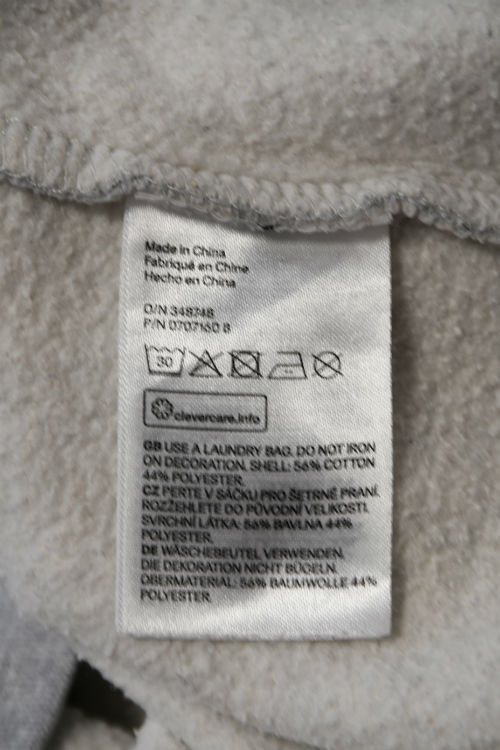 Made in China
Fabriqué en Chine
Hecho en China
O/N 348748
P/N 0707160 8
30
clevercare.info
GB USE A LAUNDRY BAG. DO NOT IRON
ON DECORATION. SHELL: 56% COTTON
44% POLYESTER.
CZ PERTE V SÁČKU PRO ŠETRNÉ PRANÍ.
ROZŽEHLETE DO PŮVODNÍ VELIKOSTI.
SVRCHNÍ LÁTKA: 56% BAVLNA 44%
POLYESTER.
DE WÄSCHEBEUTEL VERWENDEN.
DIE DEKORATION NICHT BÜGELN.
OBERMATERIAL: 56% BAUMWOLLE 44%
POLYESTER